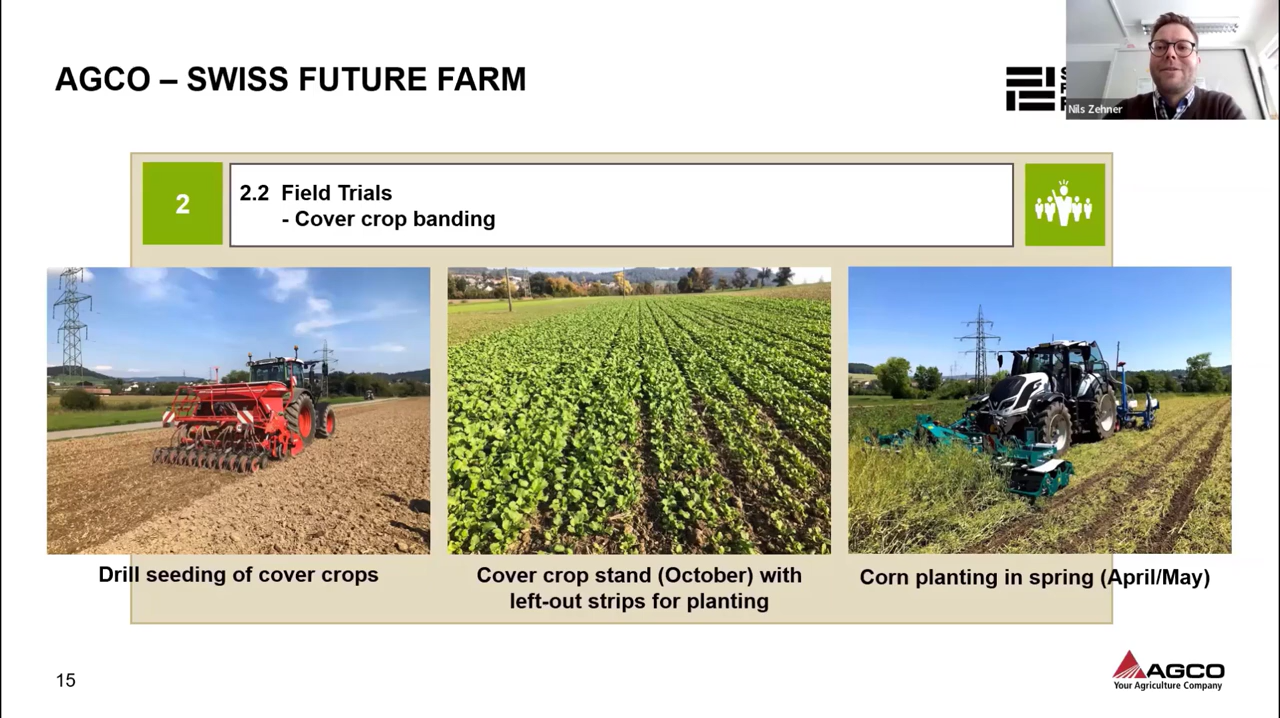 AGCO – SWISS FUTURE FARM
Nils Zehner
2
2.2 Field Trials
- Cover crop banding
Drill seeding of cover crops
Cover crop stand (October) with
left-out strips for planting
Corn planting in spring (April/May)
15
AGCO
Your Agriculture Company